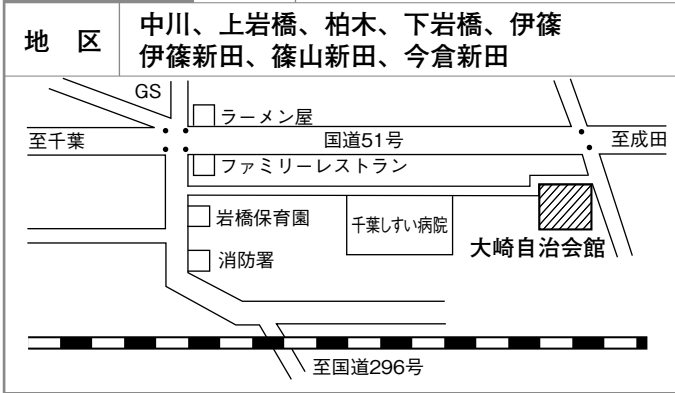 地 区
中川、上岩橋、柏木、下岩橋、伊篠
伊篠新田、篠山新田、今倉新田
GS
ラーメン屋
至千葉
国道51号
至成田
ファミリーレストラン
岩橋保育園
千葉しすい病院
消防署
大崎自治会館
至国道296号